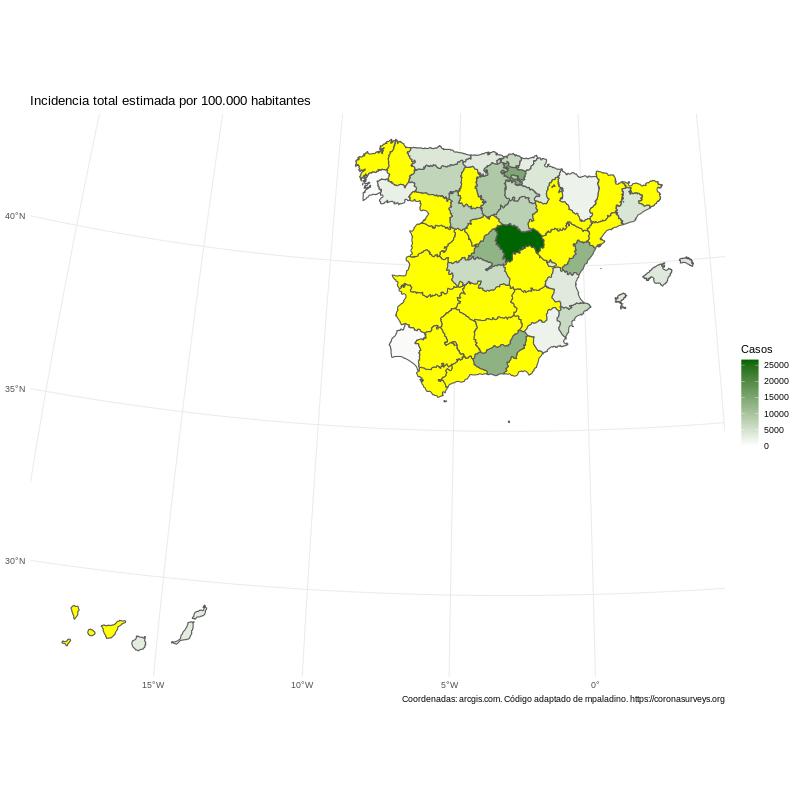 Incidencia total estimada por 100.000 habitantes
40°N
35°N
30°N
15°W
10°W
5°W
0°
Casos
25000
20000
15000
10000
5000
0
Coordenadas: arcgis.com. Código adaptado de mpaladino. https://coronasurveys.org